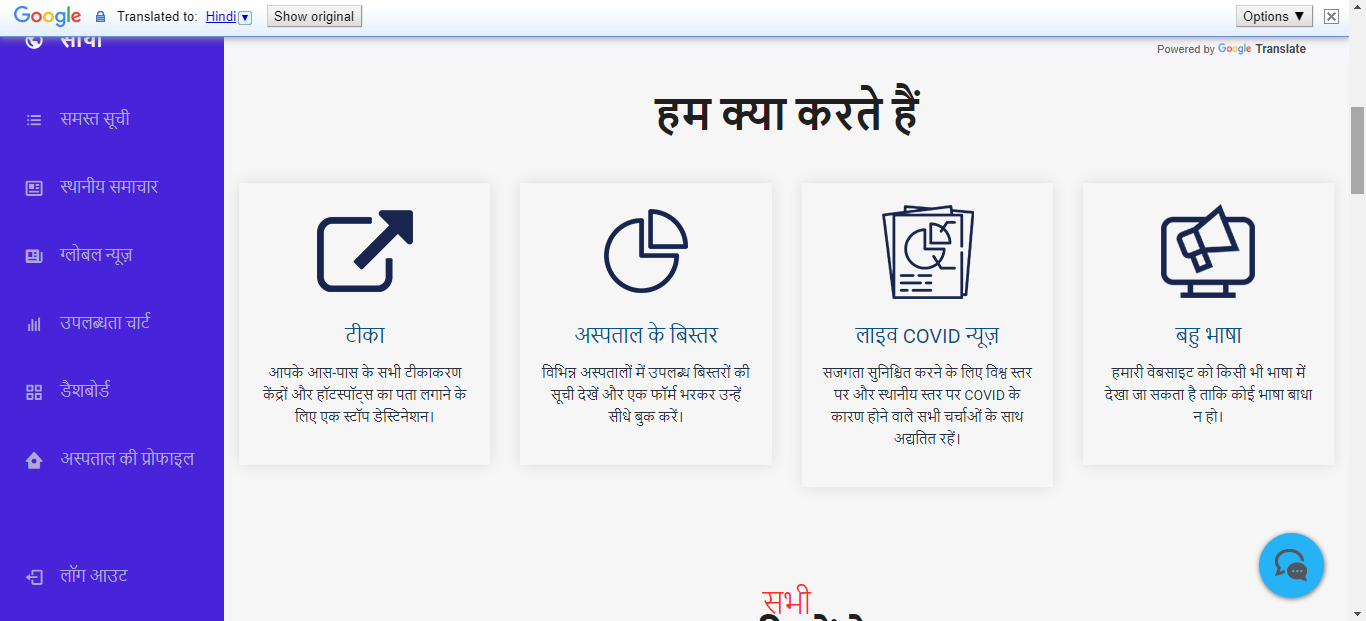 Google Translated to: Hindi ▼ Show original Options ▼
Powered by Google Translate
समस्त सूची
स्थानीय समाचार
ग्लोबल न्यूज़
उपलब्धता चार्ट
डैशबोर्ड
अस्पताल की प्रोफाइल
लॉग आउट
हम क्या करते हैं
टीका
आपके आस-पास के सभी टीकाकरण
केंद्रों और हॉटस्पॉट्स का पता लगाने के
लिए एक स्टॉप डेस्टिनेशन।
अस्पताल के बिस्तर
विभिन्न अस्पतालों में उपलब्ध बिस्तरों की
सूची देखें और एक फॉर्म भरकर उन्हें
सीधे बुक करें।
लाइव COVID न्यूज़
सजगता सुनिश्चित करने के लिए विश्व स्तर
पर और स्थानीय स्तर पर COVID के
कारण होने वाले सभी चर्चाओं के साथ
अद्यतित रहें।
बहु भाषा
हमारी वेबसाइट को किसी भी भाषा में
देखा जा सकता है ताकि कोई भाषा बाधा
न हो।
सभी